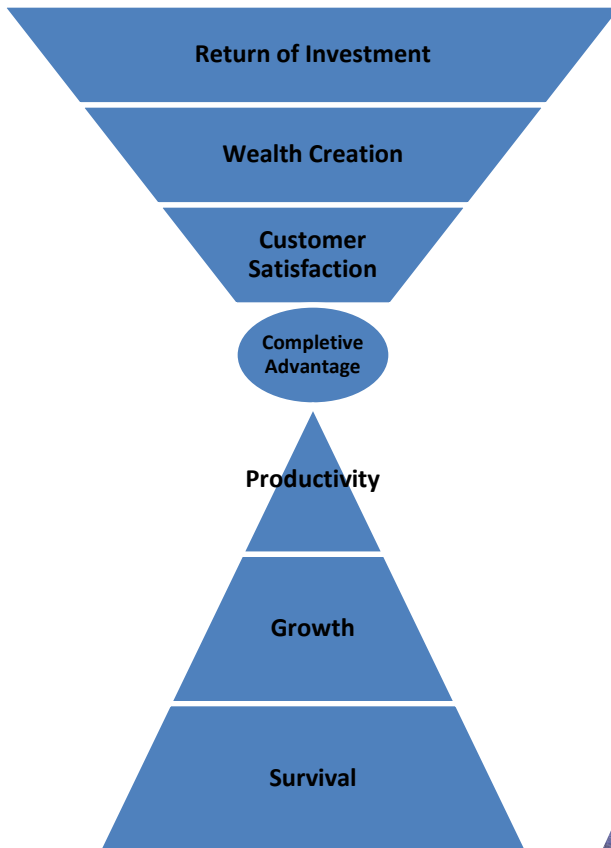 Return of Investment
Wealth Creation
Customer
Satisfaction
Completive
Advantage
Productivity
Growth
Survival